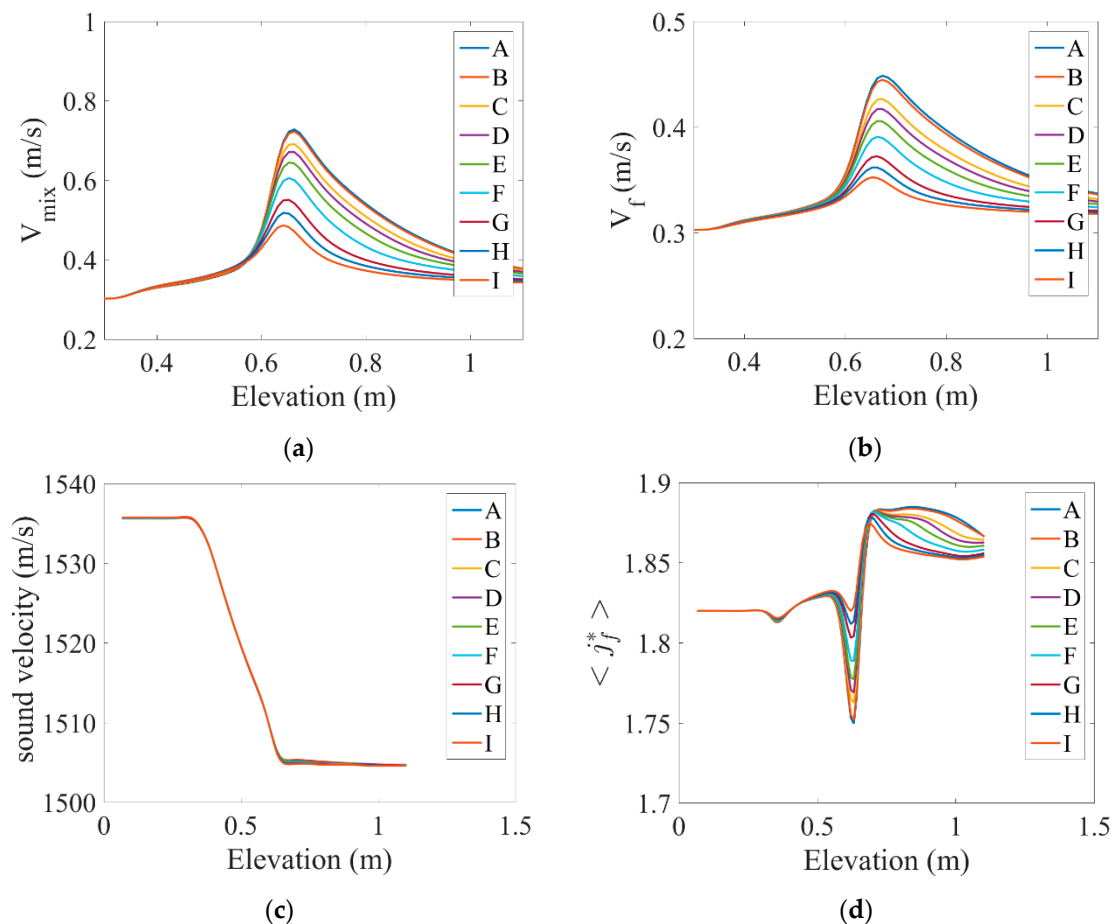 1
0.8
0.6
0.4
0.2
0.4 0.6 0.8 1
V_mix (m/s)
Elevation (m)
A
B
C
D
E
F
G
H
I
(a)
0.5
0.4
0.3
0.2
0.4 0.6 0.8 1
V_f (m/s)
Elevation (m)
A
B
C
D
E
F
G
H
I
(b)
1540
1530
1520
1510
1500
0 0.5 1 1.5
sound velocity (m/s)
Elevation (m)
A
B
C
D
E
F
G
H
I
(c)
1.9
1.85
1.8
1.75
1.7
0 0.5 1 1.5
< j_f^* >
Elevation (m)
A
B
C
D
E
F
G
H
I
(d)